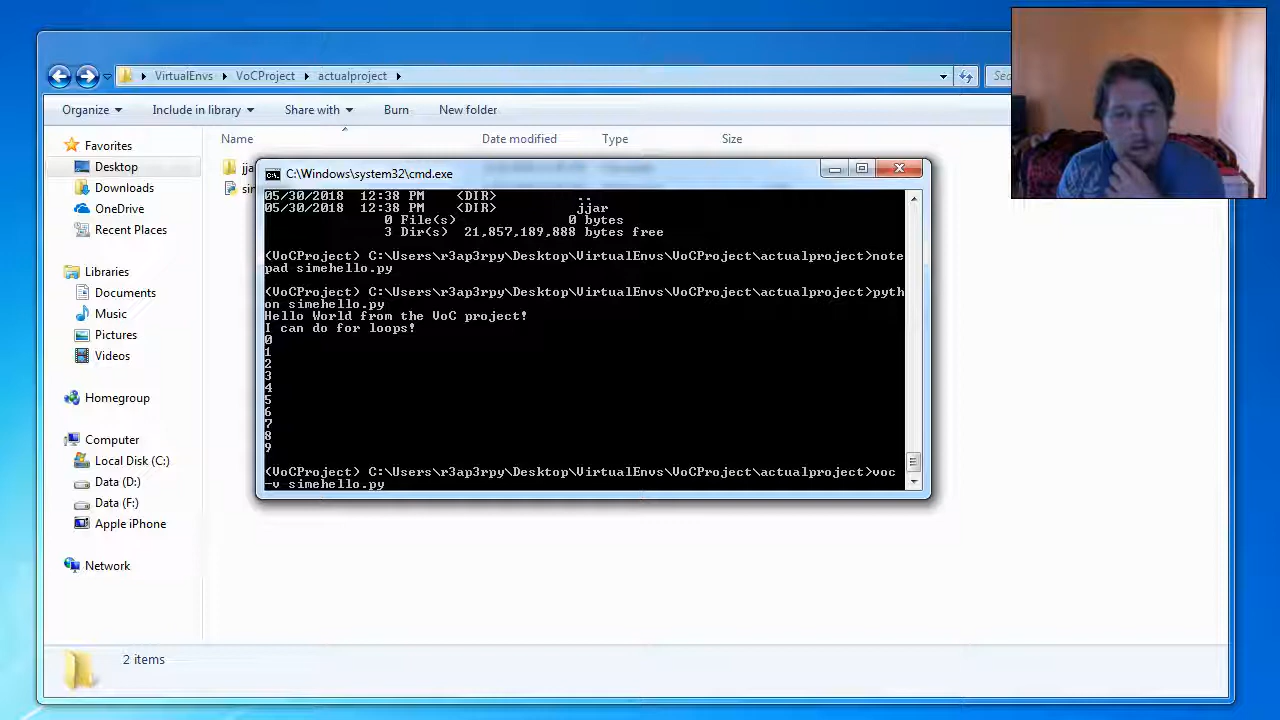 VirtualEnvs VoCProject actualproject
Organize Include in library Share with Burn New folder
Favorites
Desktop
Downloads
OneDrive
Recent Places
Libraries
Documents
Music
Pictures
Videos
Homegroup
Computer
Local Disk (C:)
Data (D:)
Data (F:)
Apple iPhone
Network
Name Date modified Type Size
C:\Windows\system32\cmd.exe
05/30/2018 12:38 PM <DIR> ..
05/30/2018 12:38 PM <DIR> jjar
0 File(s) 0 bytes
3 Dir(s) 21,857,189,888 bytes free
(VoCProject) C:\Users\r3ap3rpy\Desktop\VirtualEnvs\VoCProject\actualproject>note
pad simehello.py
(VoCProject) C:\Users\r3ap3rpy\Desktop\VirtualEnvs\VoCProject\actualproject>pyth
on simehello.py
Hello World from the VoC project!
I can do for loops!
0
1
2
3
4
5
6
7
8
9
(VoCProject) C:\Users\r3ap3rpy\Desktop\VirtualEnvs\VoCProject\actualproject>voc
-v simehello.py
2 items